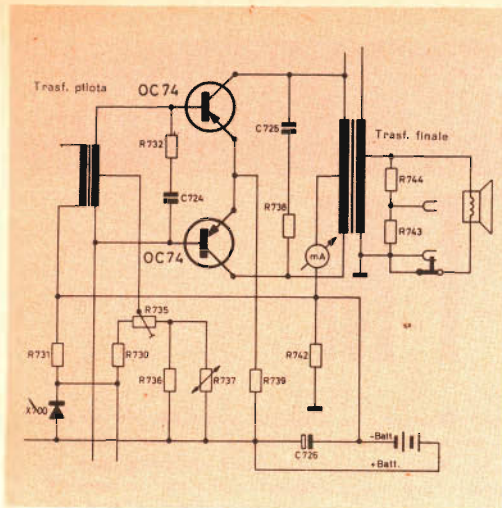 Trasf. pilota
OC74
R732
C724
OC74
C725
R738
Trasf. finale
R744
R743
mA
R735
R731
R730
R736
R737
R739
R742
X700
C726
-Batt.
+Batt.